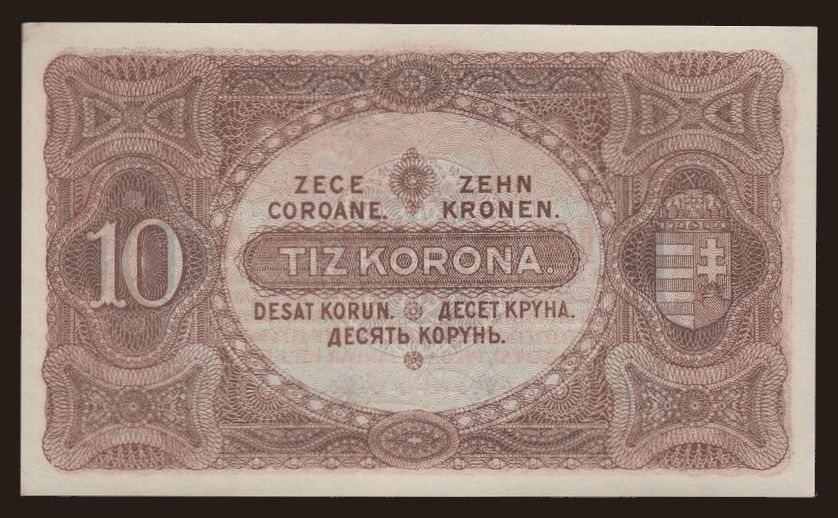 ZECE ZEHN
COROANE. KRONEN.
10
TIZ KORONA.
DESAT KORUN. ДЕСЕТ КРУНА.
ДЕСЯТЬ КОРУНЬ.